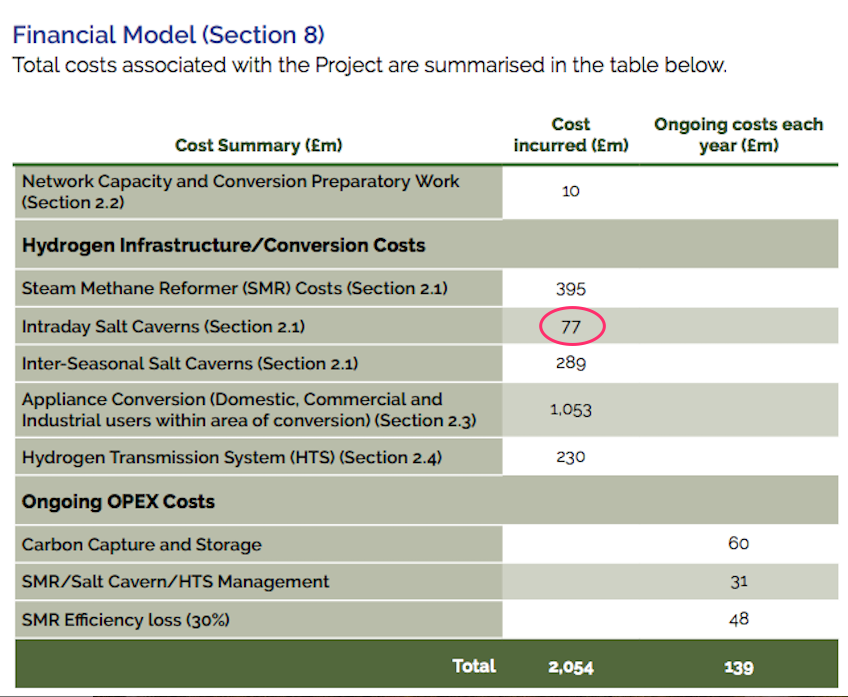 Financial Model (Section 8)
Total costs associated with the Project are summarised in the table below.
Cost Summary (£m) Cost incurred (£m) Ongoing costs each year (£m)
Network Capacity and Conversion Preparatory Work (Section 2.2) 10
Hydrogen Infrastructure/Conversion Costs
Steam Methane Reformer (SMR) Costs (Section 2.1) 395
Intraday Salt Caverns (Section 2.1) 77
Inter-Seasonal Salt Caverns (Section 2.1) 289
Appliance Conversion (Domestic, Commercial and Industrial users within area of conversion) (Section 2.3) 1,053
Hydrogen Transmission System (HTS) (Section 2.4) 230
Ongoing OPEX Costs
Carbon Capture and Storage 60
SMR/Salt Cavern/HTS Management 31
SMR Efficiency loss (30%) 48
Total 2,054 139